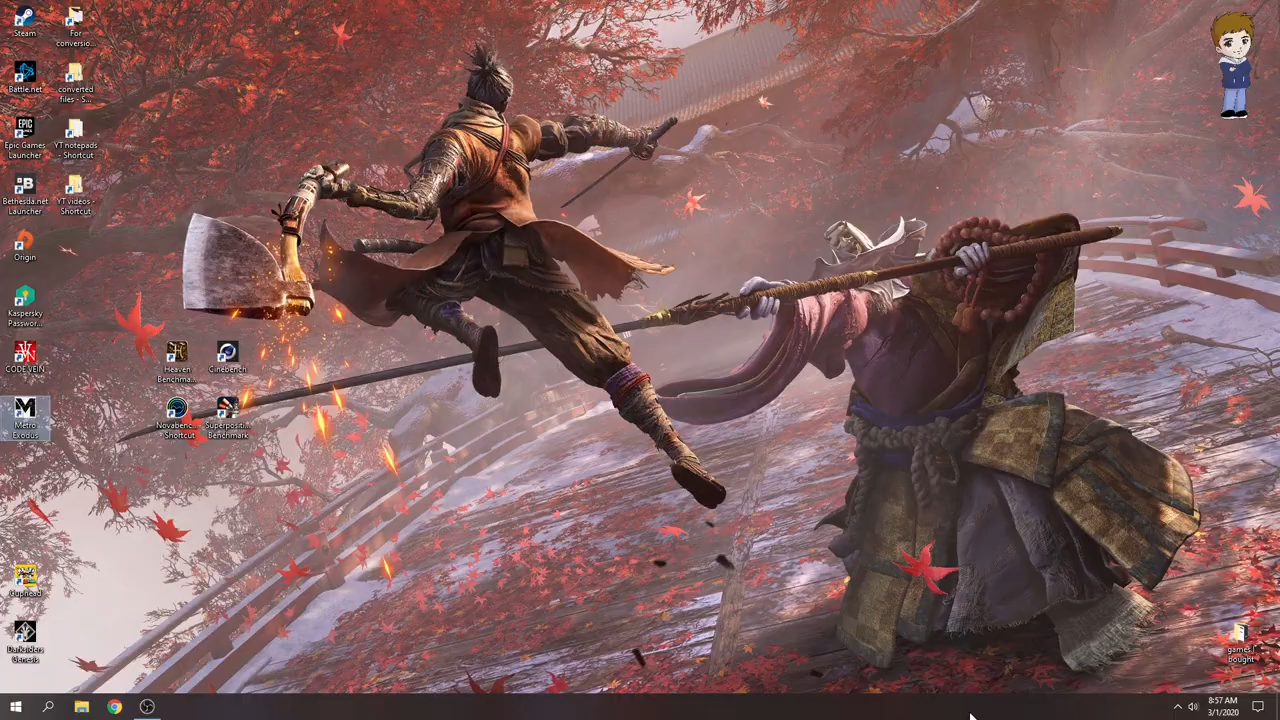 Steam
For
conversio...
Battle.net
converted
files - S...
EPIC
GAMES
Epic Games
Launcher
YT notepads
- Shortcut
B
Bethesda.net
Launcher
YT videos -
Shortcut
Origin
Kaspersky
Passwor...
CODE VEIN
Heaven
Benchma...
Cinebench
Metro
Exodus
Novabenc...
- Shortcut
Superpositi...
Benchmark
Cuphead
Darksiders
Genesis
games I
bought
8:57 AM
3/1/2020